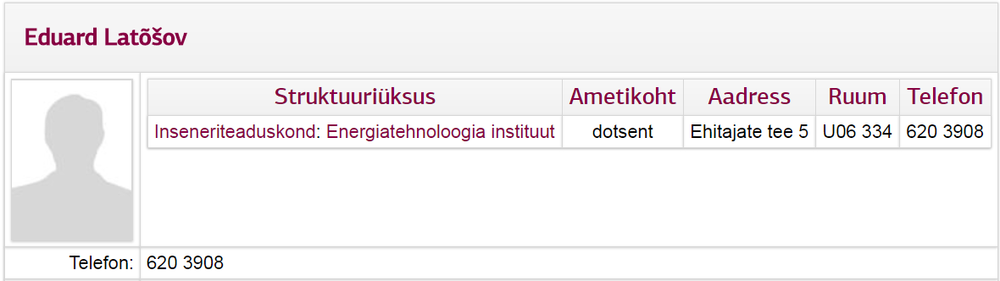 Eduard Latõšov
Struktuuriüksus Ametikoht Aadress Ruum Telefon
Inseneriteaduskond: Energiatehnoloogia instituut dotsent Ehitajate tee 5 U06 334 620 3908
Telefon: 620 3908